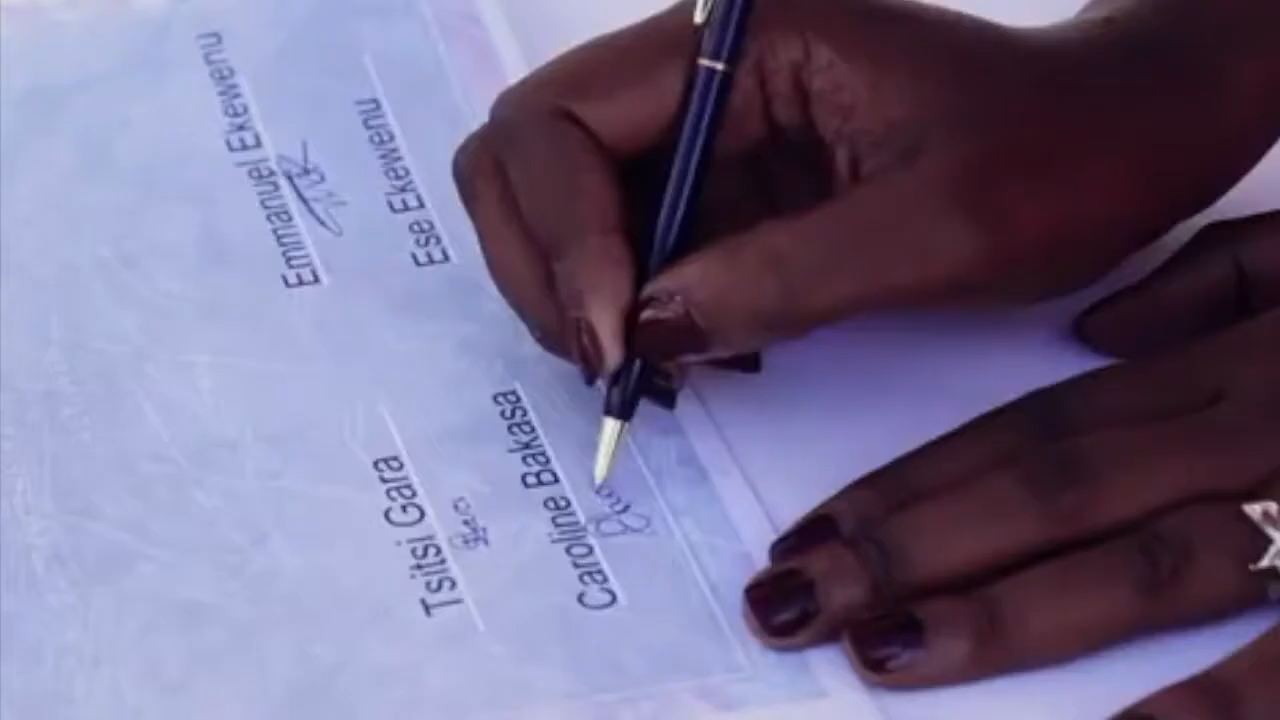 Emmanuel Ekewenu
Ese Ekewenu
Tsitsi Gara
Caroline Bakasa